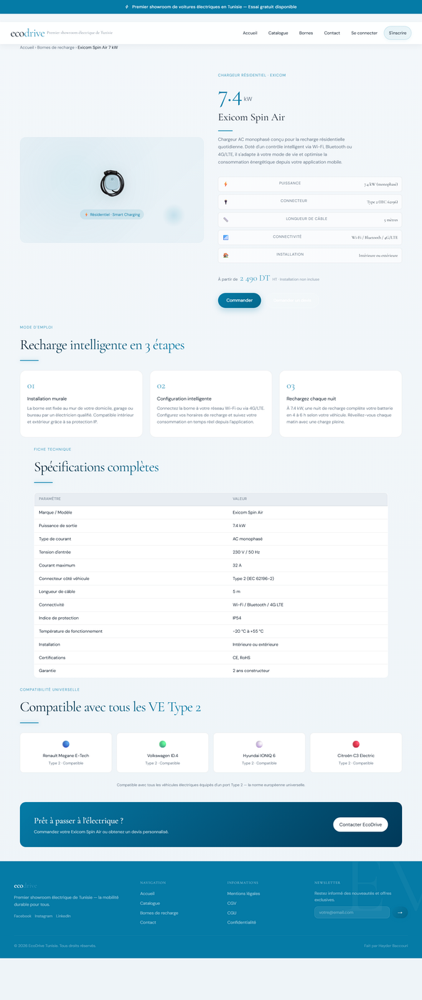 Premier showroom de voitures électriques en Tunisie — Essai gratuit disponible
ecodrive Premier showroom électrique de Tunisie
Accueil Catalogue Bornes Contact Se connecter S'inscrire
Accueil › Bornes de recharge › Exicom Spin Air 7 kW
CHARGEUR RÉSIDENTIEL · EXICOM
7.4 kW
Exicom Spin Air
Chargeur AC monophasé conçu pour la recharge résidentielle
quotidienne. Doté d'un contrôle intelligent via Wi-Fi, Bluetooth ou
4G/LTE, il s'adapte à votre mode de vie et optimise la
consommation énergétique depuis votre application mobile.
Résidentiel · Smart Charging
PUISSANCE 7.4 kW (monophasé)
CONNECTEUR Type 2 (IEC 62196)
LONGUEUR DE CÂBLE 5 mètres
CONNECTIVITÉ Wi-Fi / Bluetooth / 4G/LTE
INSTALLATION Intérieure ou extérieure
À partir de 2 490 DT HT · Installation non incluse
Commander
MODE D'EMPLOI
Recharge intelligente en 3 étapes
01
Installation murale
La borne est fixée au mur de votre domicile, garage ou
bureau par un électricien qualifié. Compatible intérieur
et extérieur grâce à sa protection IP.
02
Configuration intelligente
Connectez la borne à votre réseau Wi-Fi ou via 4G/LTE.
Configurez vos horaires de recharge et suivez votre
consommation en temps réel depuis l'application.
03
Rechargez chaque nuit
À 7.4 kW, une nuit de recharge complète votre batterie
en 4 à 6 h selon votre véhicule. Réveillez-vous chaque
matin avec une charge pleine.
FICHE TECHNIQUE
Spécifications complètes
PARAMÈTRE VALEUR
Marque / Modèle Exicom Spin Air
Puissance de sortie 7.4 kW
Type de courant AC monophasé
Tension d'entrée 230 V / 50 Hz
Courant maximum 32 A
Connecteur côté véhicule Type 2 (IEC 62196-2)
Longueur de câble 5 m
Connectivité Wi-Fi / Bluetooth / 4G LTE
Indice de protection IP54
Température de fonctionnement -20 °C à +55 °C
Installation Intérieure ou extérieure
Certifications CE, RoHS
Garantie 2 ans constructeur
COMPATIBILITÉ UNIVERSELLE
Compatible avec tous les VE Type 2
Renault Megane E-Tech
Type 2 · Compatible
Volkswagen ID.4
Type 2 · Compatible
Hyundai IONIQ 6
Type 2 · Compatible
Citroën C3 Electric
Type 2 · Compatible
Compatible avec tous les véhicules électriques équipés d'un port Type 2 — la norme européenne universelle.
Prêt à passer à l'électrique ?
Commandez votre Exicom Spin Air ou obtenez un devis personnalisé.
Contacter EcoDrive
ecodrive
Premier showroom électrique de Tunisie — la mobilité
durable pour tous.
Facebook Instagram LinkedIn
NAVIGATION
Accueil
Catalogue
Bornes de recharge
Contact
INFORMATIONS
Mentions légales
CGV
CGU
Confidentialité
NEWSLETTER
Restez informé des nouveautés et offres
exclusives.
votre@email.com →
EV
© 2026 EcoDrive Tunisie. Tous droits réservés.